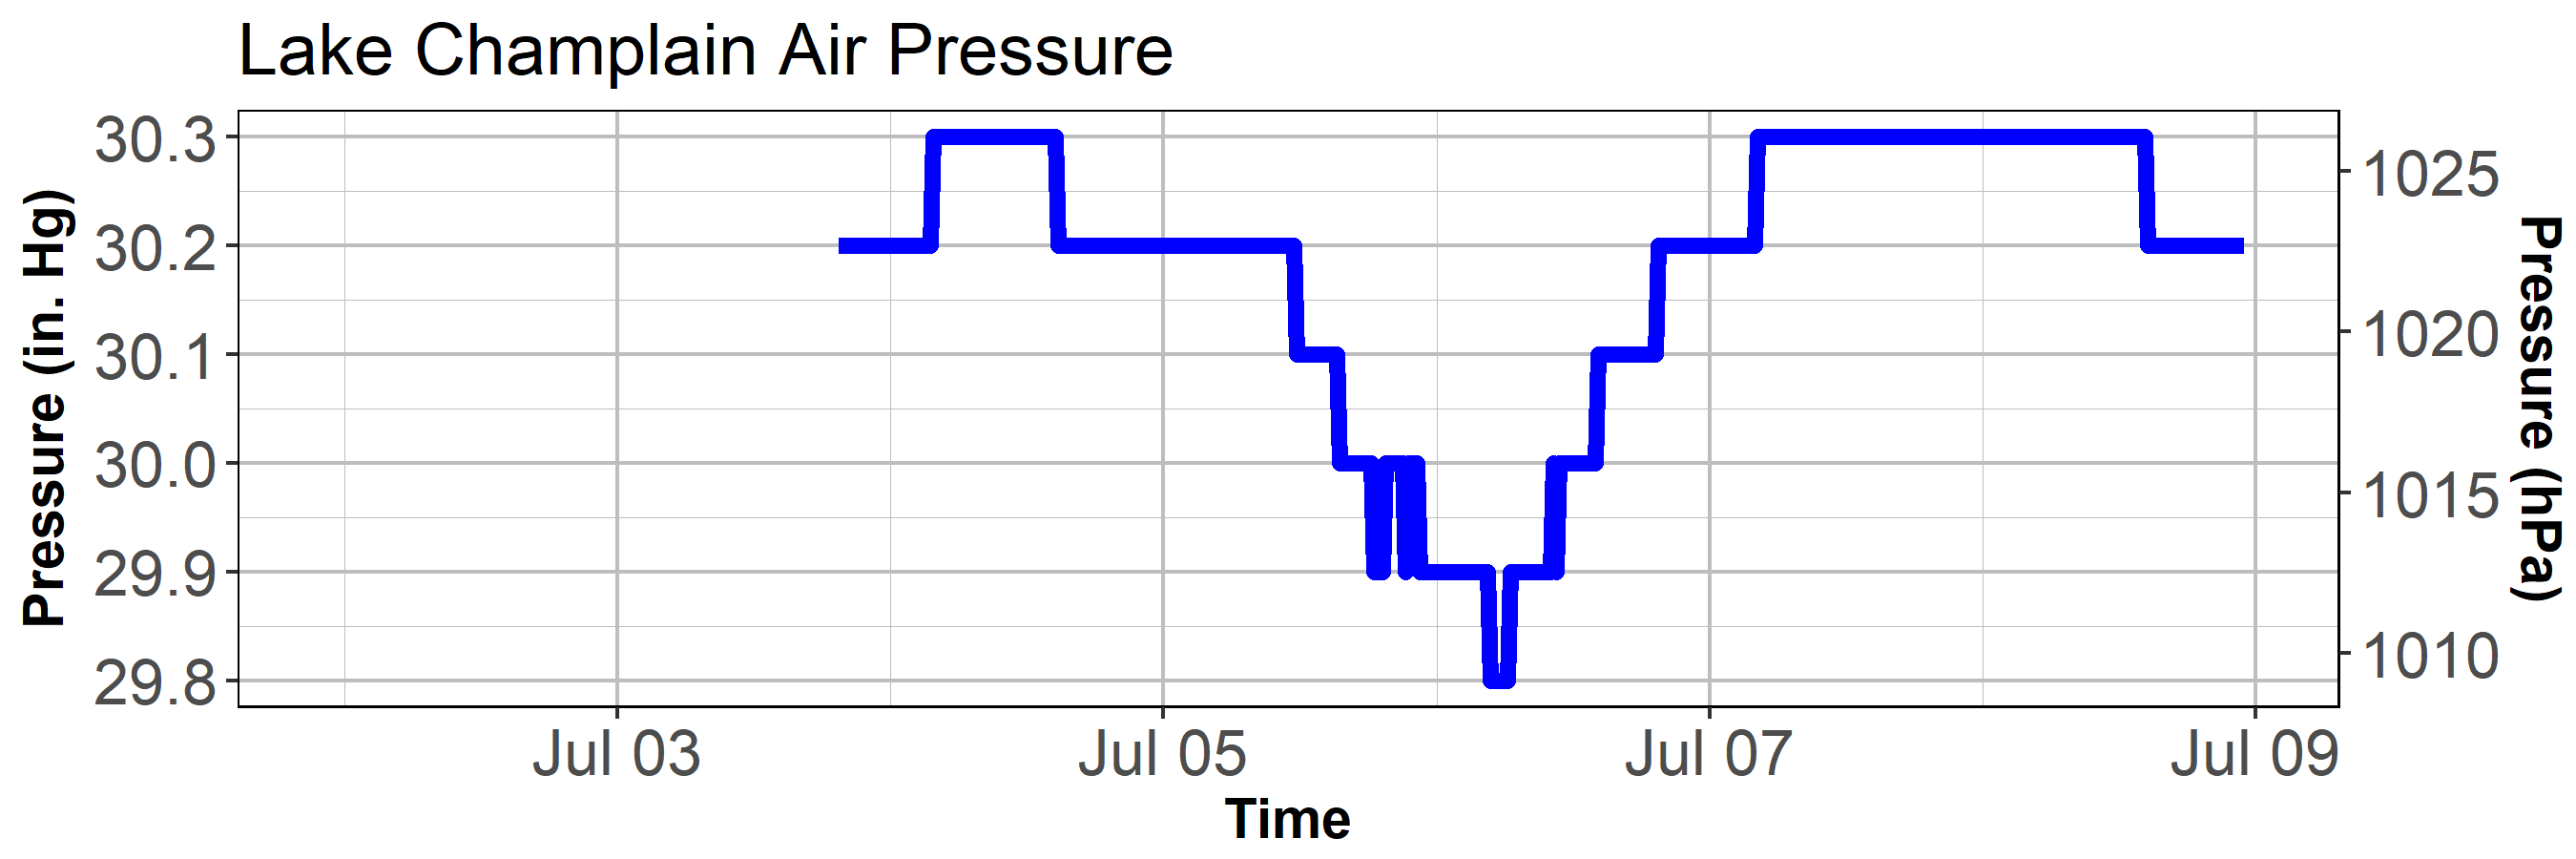 Lake Champlain Air Pressure
Pressure (in. Hg)
30.3
30.2
30.1
30.0
29.9
29.8
1025
1020
1015
1010
Pressure (hPa)
Jul 03 Jul 05 Jul 07 Jul 09
Time